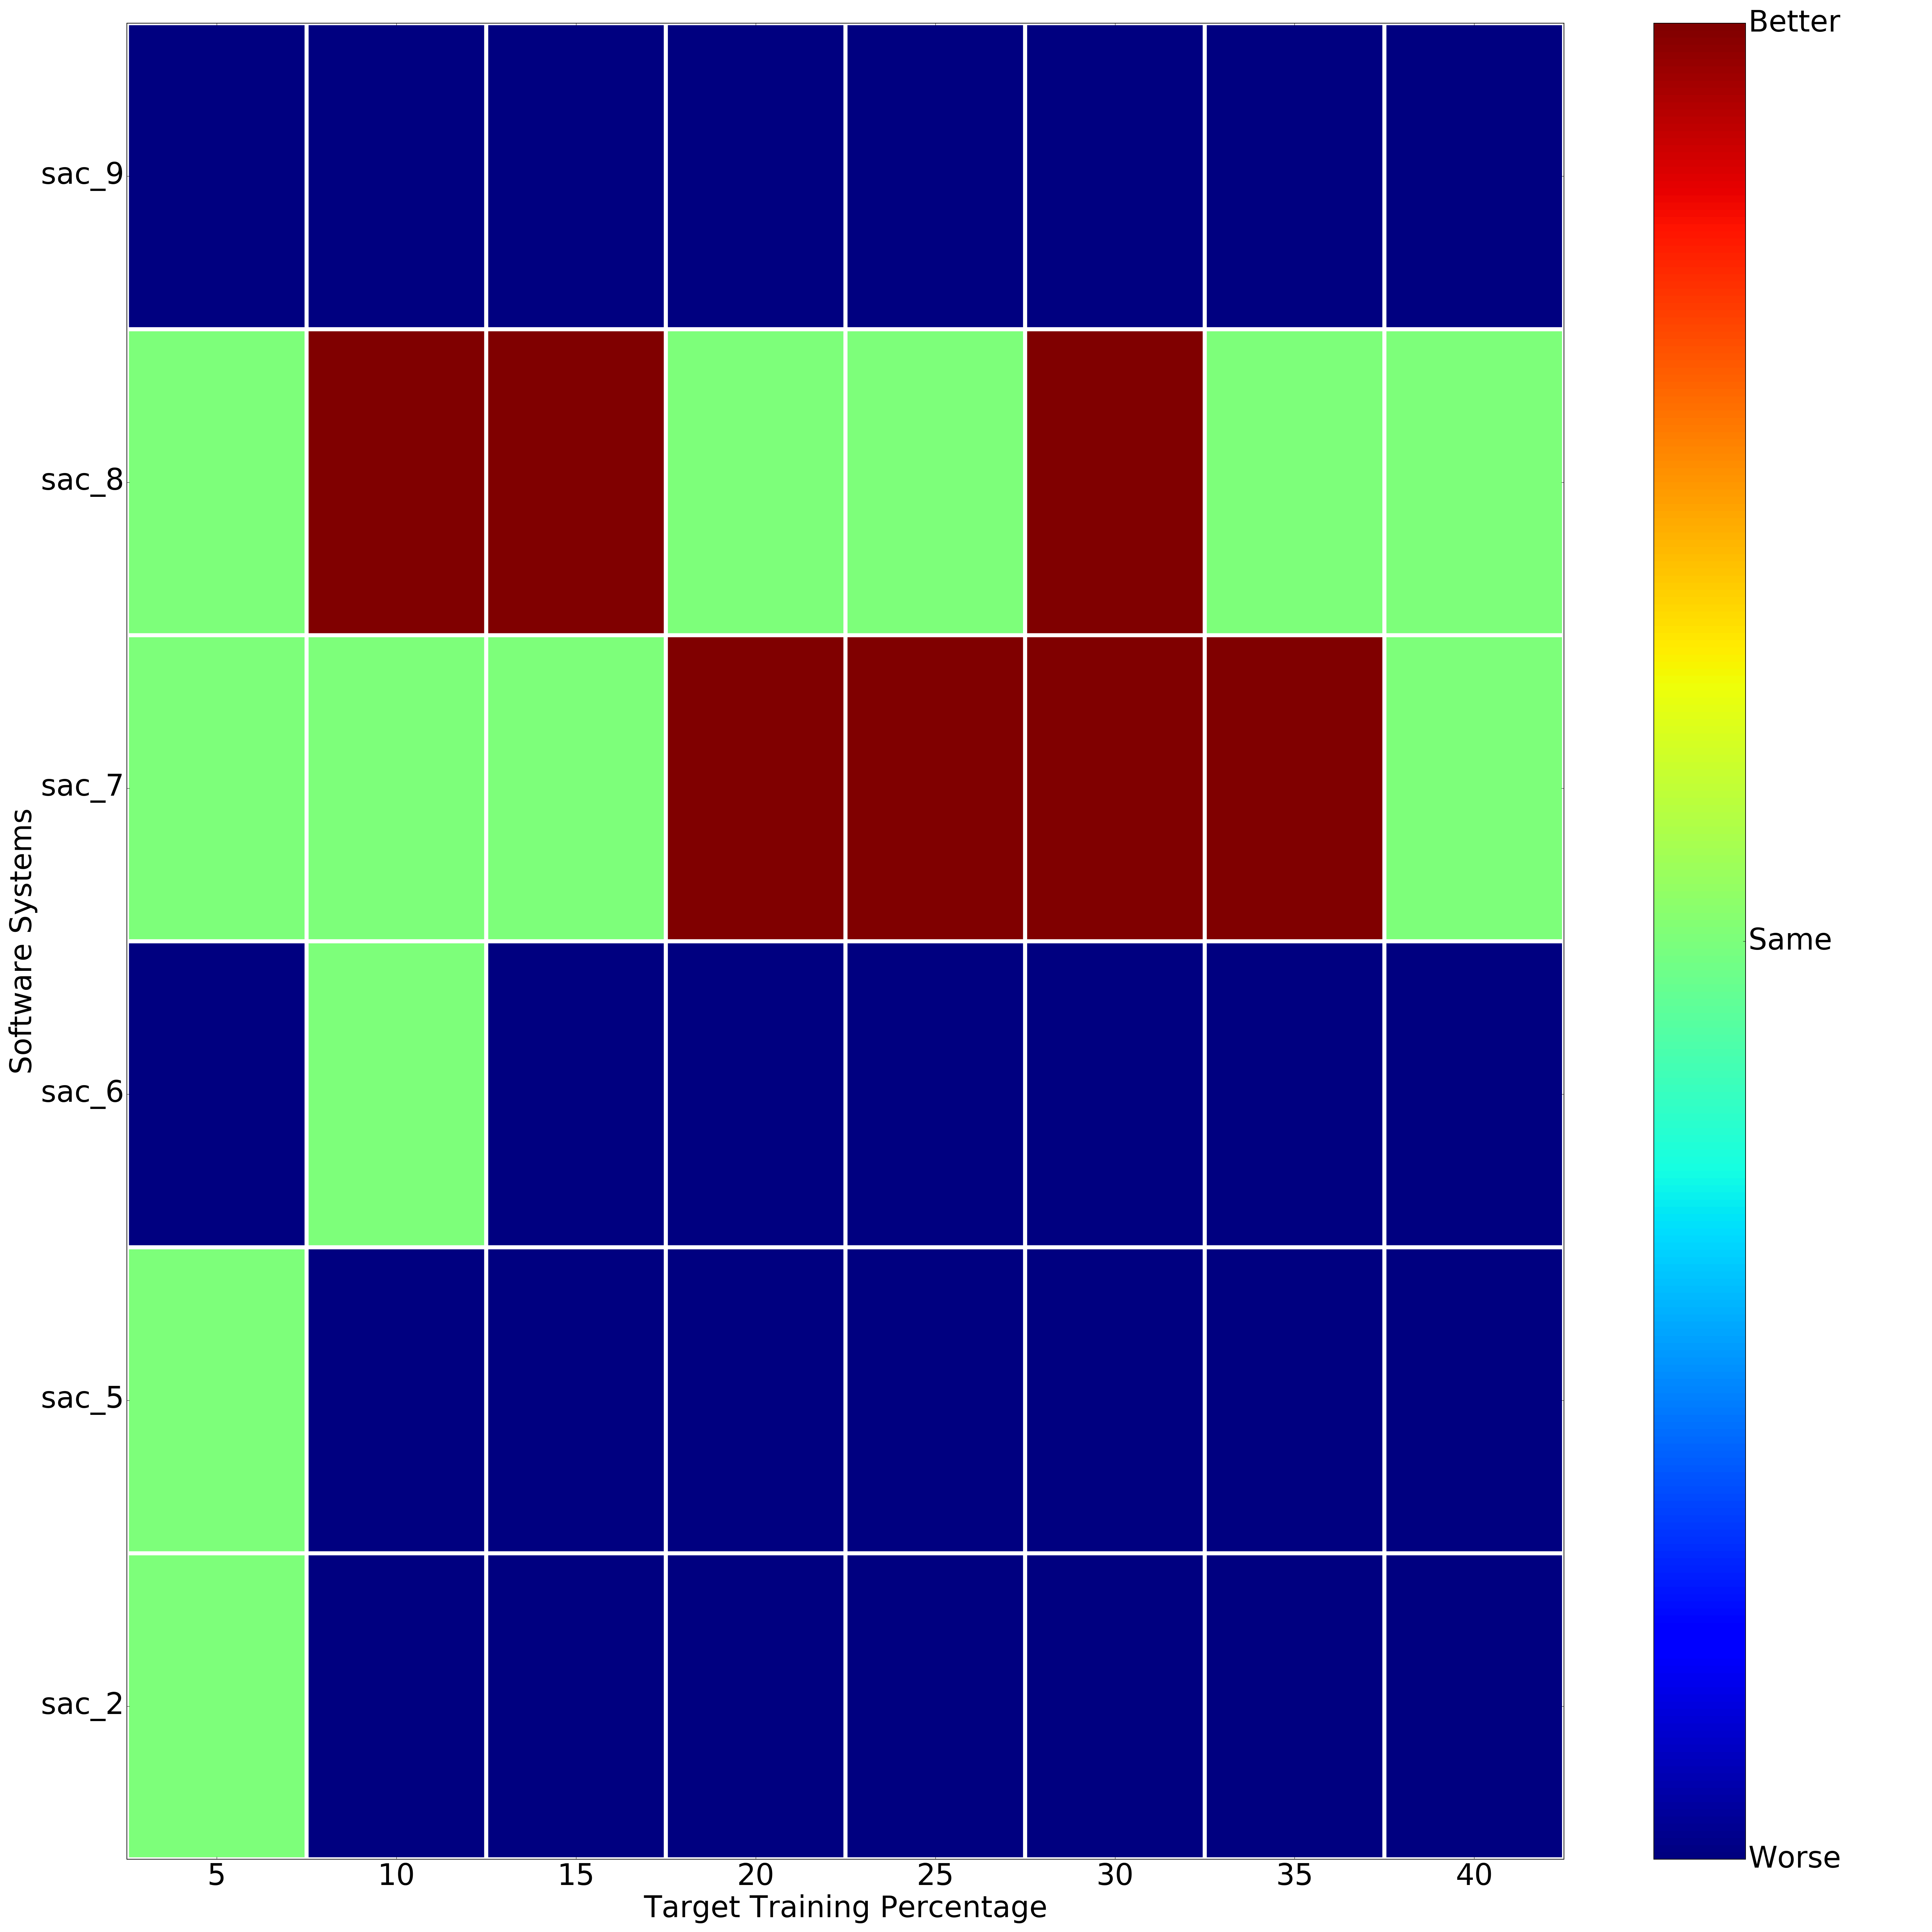 Better
sac_9
sac_8
sac_7
Same
Software Systems
sac_6
sac_5
sac_2
Worse
5 10 15 20 25 30 35 40
Target Training Percentage